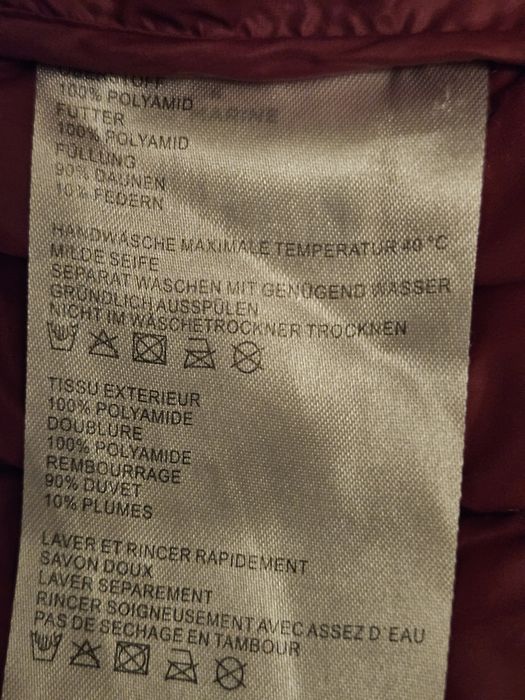 100% POLYAMID
FUTTER
100% POLYAMID
FÜLLUNG
90% DAUNEN
10% FEDERN
HANDWÄSCHE MAXIMALE TEMPERATUR 40 °C
MILDE SEIFE
SEPARAT WASCHEN MIT GENÜGEND WASSER
GRÜNDLICH AUSSPÜLEN
NICHT IM WÄSCHETROCKNER TROCKNEN
TISSU EXTERIEUR
100% POLYAMIDE
DOUBLURE
100% POLYAMIDE
REMBOURRAGE
90% DUVET
10% PLUMES
LAVER ET RINCER RAPIDEMENT
SAVON DOUX
LAVER SEPAREMENT
RINCER SOIGNEUSEMENT AVEC ASSEZ D´EAU
PAS DE SECHAGE EN TAMBOUR